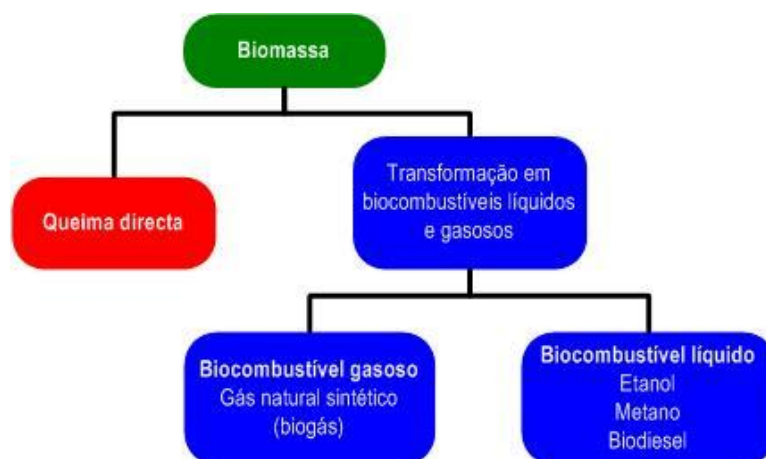 Biomassa
Queima directa
Transformação em
biocombustíveis líquidos
e gasosos
Biocombustível gasoso
Gás natural sintético
(biogás)
Biocombustível líquido
Etanol
Metano
Biodiesel